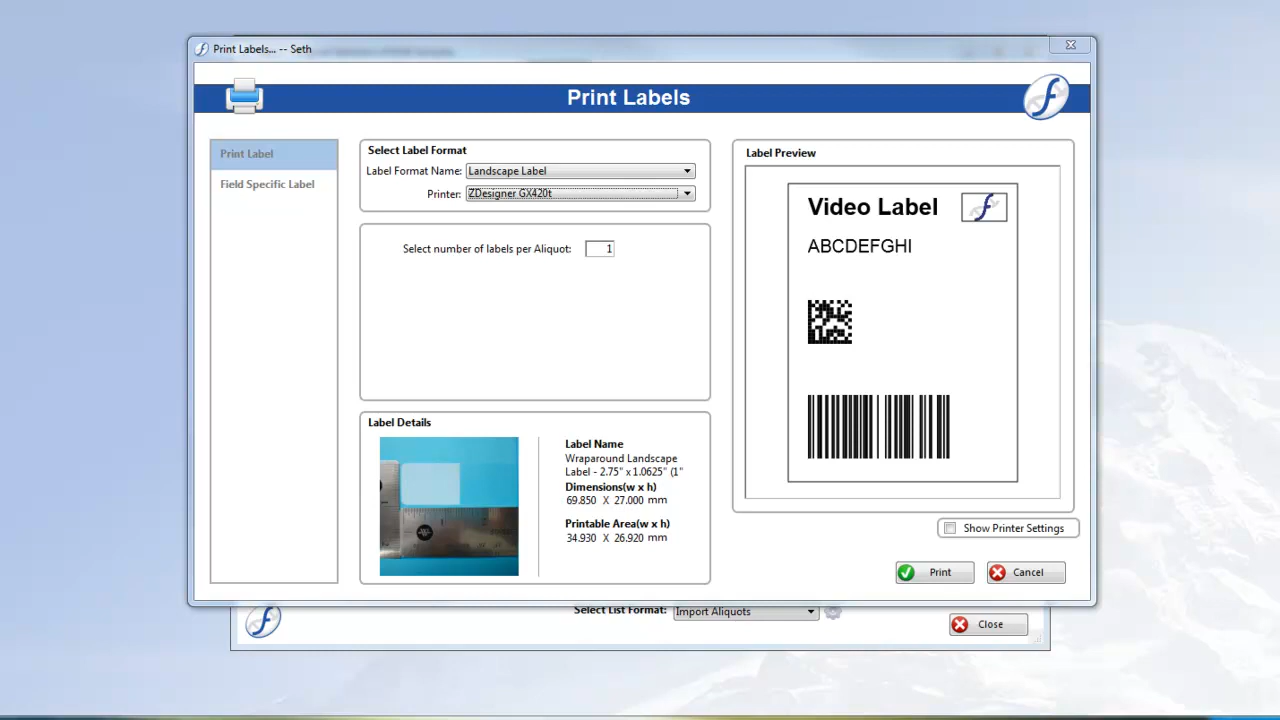 Print Labels... -- Seth
Print Labels
Print Label
Field Specific Label
Select Label Format
Label Format Name: Landscape Label
Printer: ZDesigner GX420t
Select number of labels per Aliquot: 1
Label Details
Label Name
Wraparound Landscape
Label - 2.75" x 1.0625" (1"
Dimensions(w x h)
69.850 X 27.000 mm
Printable Area(w x h)
34.930 X 26.920 mm
Label Preview
Video Label
ABCDEFGHI
Show Printer Settings
Print
Cancel
Select List Format: Import Aliquots
Close